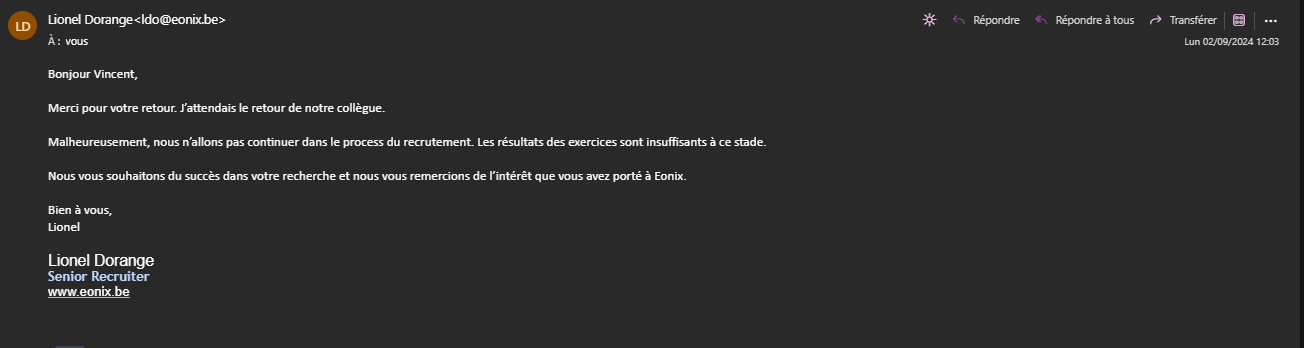 LD
Lionel Dorange<ldo@eonix.be>
Répondre
Répondre à tous
Transférer
À : vous
Lun 02/09/2024 12:03
Bonjour Vincent,
Merci pour votre retour. J’attendais le retour de notre collègue.
Malheureusement, nous n’allons pas continuer dans le process du recrutement. Les résultats des exercices sont insuffisants à ce stade.
Nous vous souhaitons du succès dans votre recherche et nous vous remercions de l’intérêt que vous avez porté à Eonix.
Bien à vous,
Lionel
Lionel Dorange
Senior Recruiter
www.eonix.be